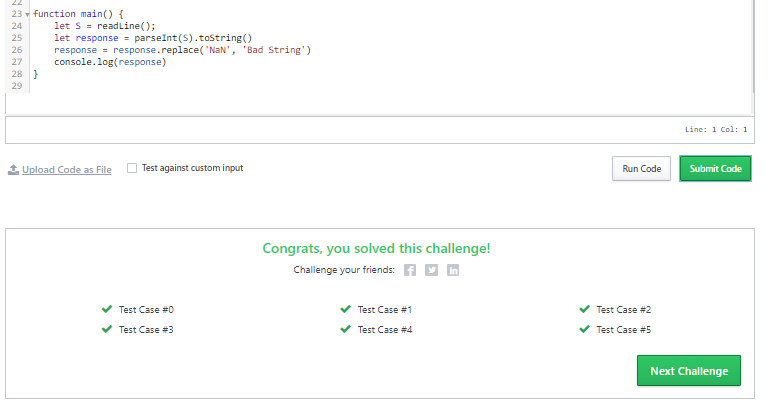 22
23 function main() {
24 let S = readLine();
25 let response = parseInt(S).toString()
26 response = response.replace('NaN', 'Bad String')
27 console.log(response)
28 }
29
Line: 1 Col: 1
Upload Code as File Test against custom input Run Code Submit Code
Congrats, you solved this challenge!
Challenge your friends:
Test Case #0 Test Case #1 Test Case #2
Test Case #3 Test Case #4 Test Case #5
Next Challenge